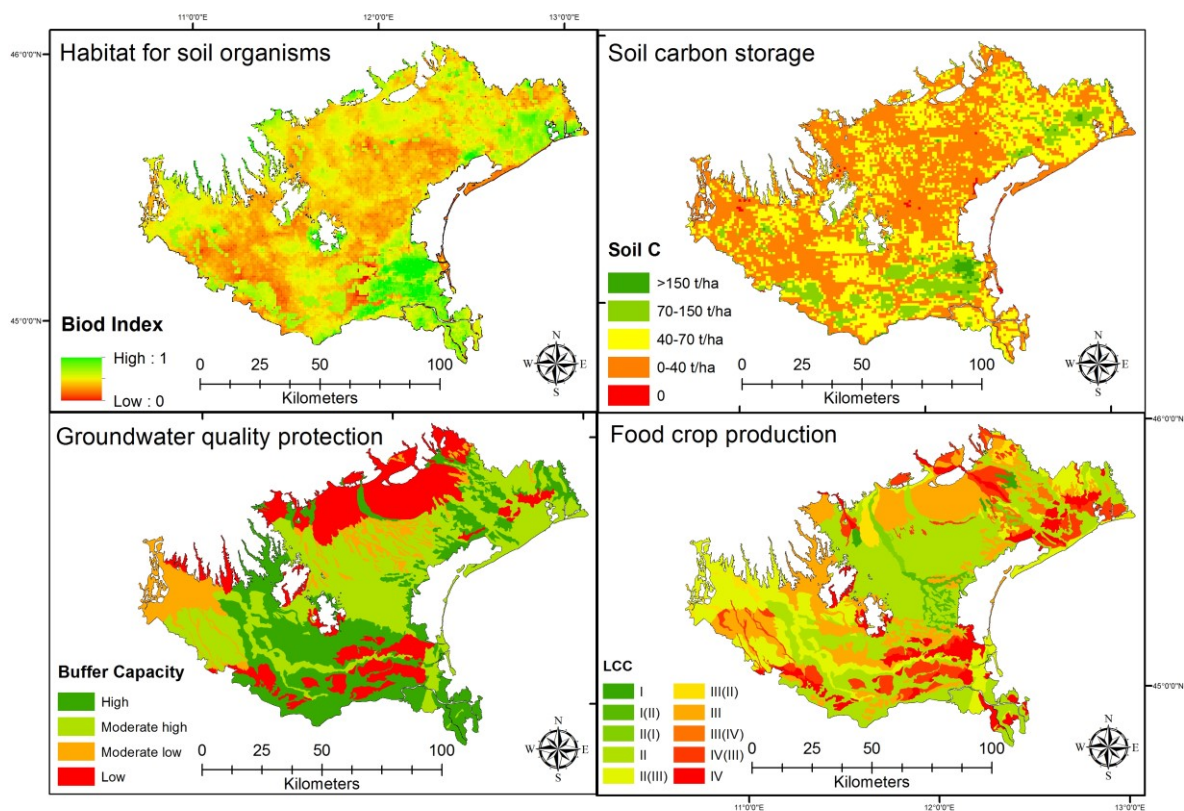 11°0'0"E 12°0'0"E 13°0'0"E
46°0'0"N
45°0'0"N
Habitat for soil organisms
Biod Index
High : 1
Low : 0
0 25 50 100
Kilometers
N
W E
S
Soil carbon storage
Soil C
>150 t/ha
70-150 t/ha
40-70 t/ha
0-40 t/ha
0
0 25 50 100
Kilometers
N
W E
S
Groundwater quality protection
Buffer Capacity
High
Moderate high
Moderate low
Low
0 25 50 100
Kilometers
N
W E
S
Food crop production
LCC
I III(II)
I(II) III
II(I) III(IV)
II IV(III)
II(III) IV
0 25 50 100
Kilometers
N
W E
S
46°0'0"N
45°0'0"N
11°0'0"E 12°0'0"E 13°0'0"E